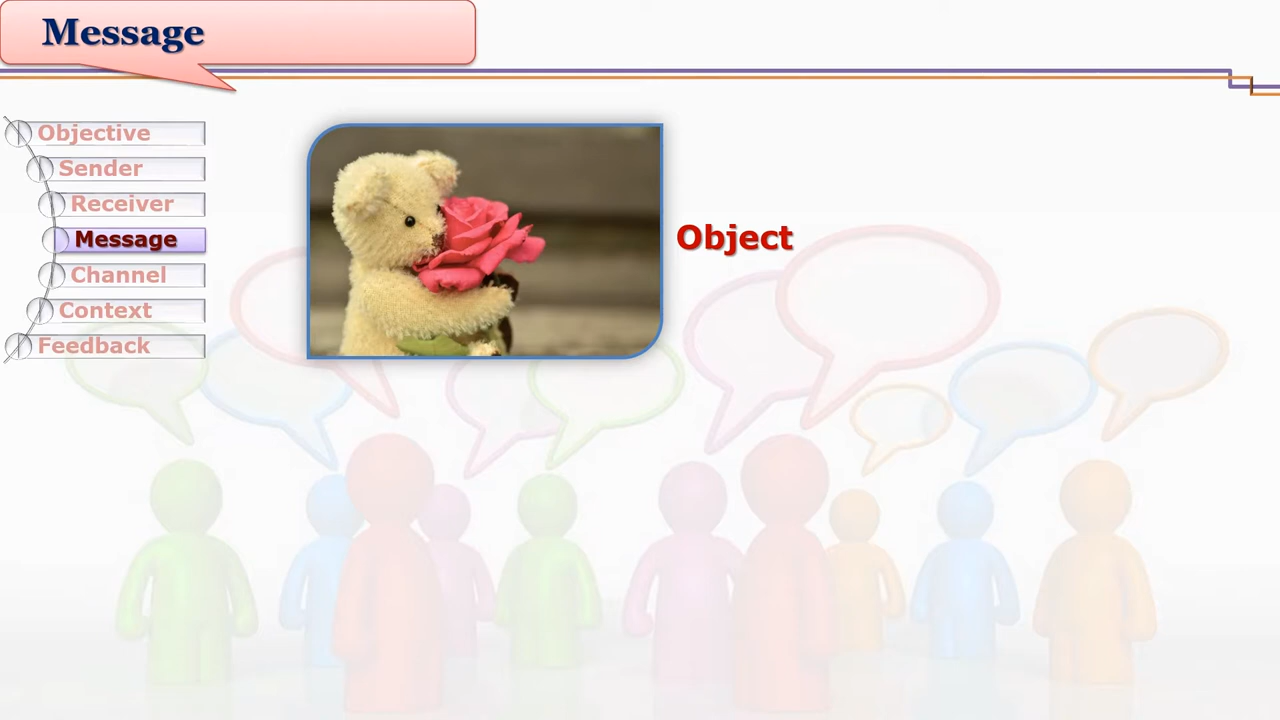 Message
Objective
Sender
Receiver
Message
Channel
Context
Feedback
Object